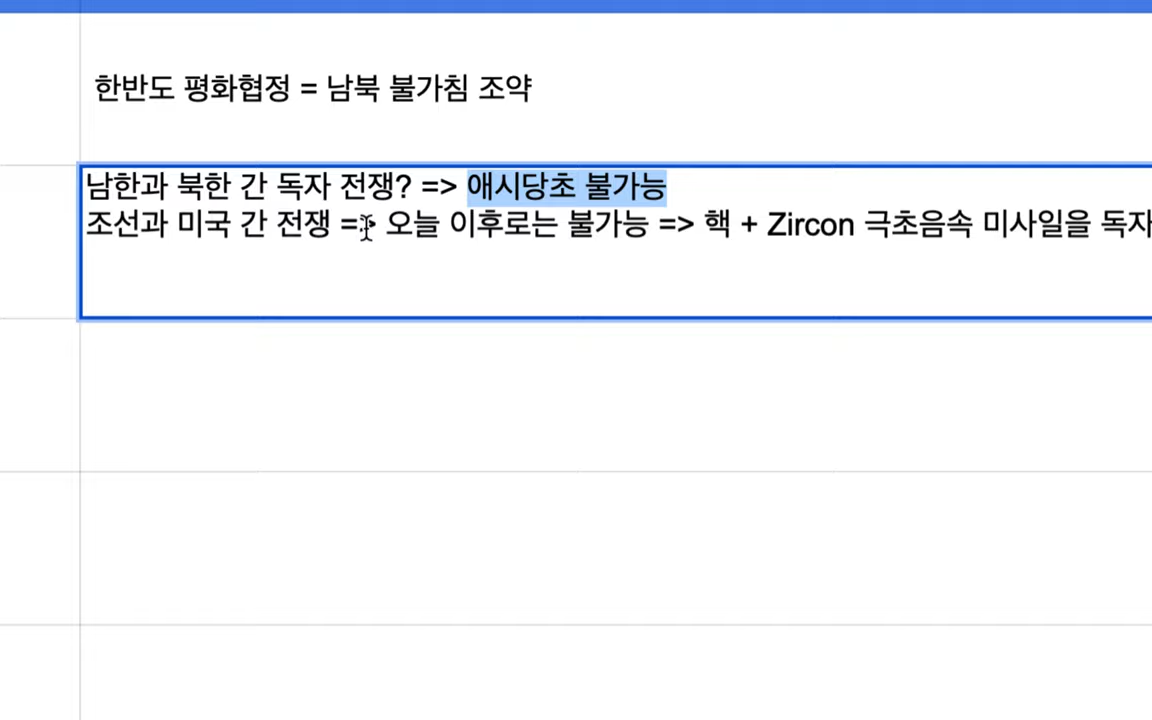 한반도 평화협정 = 남북 불가침 조약
남한과 북한 간 독자 전쟁? => 애시당초 불가능
조선과 미국 간 전쟁 => 오늘 이후로는 불가능 => 핵 + Zircon 극초음속 미사일을 독자